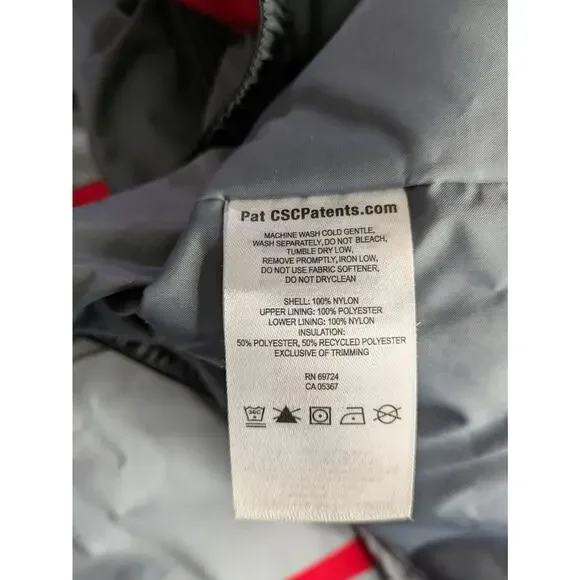 Pat CSCPatents.com
MACHINE WASH COLD GENTLE,
WASH SEPARATELY, DO NOT BLEACH,
TUMBLE DRY LOW,
REMOVE PROMPTLY, IRON LOW,
DO NOT USE FABRIC SOFTENER,
DO NOT DRYCLEAN
SHELL: 100% NYLON
UPPER LINING: 100% POLYESTER
LOWER LINING: 100% NYLON
INSULATION:
50% POLYESTER, 50% RECYCLED POLYESTER
EXCLUSIVE OF TRIMMING
RN 69724
CA 05367
30C